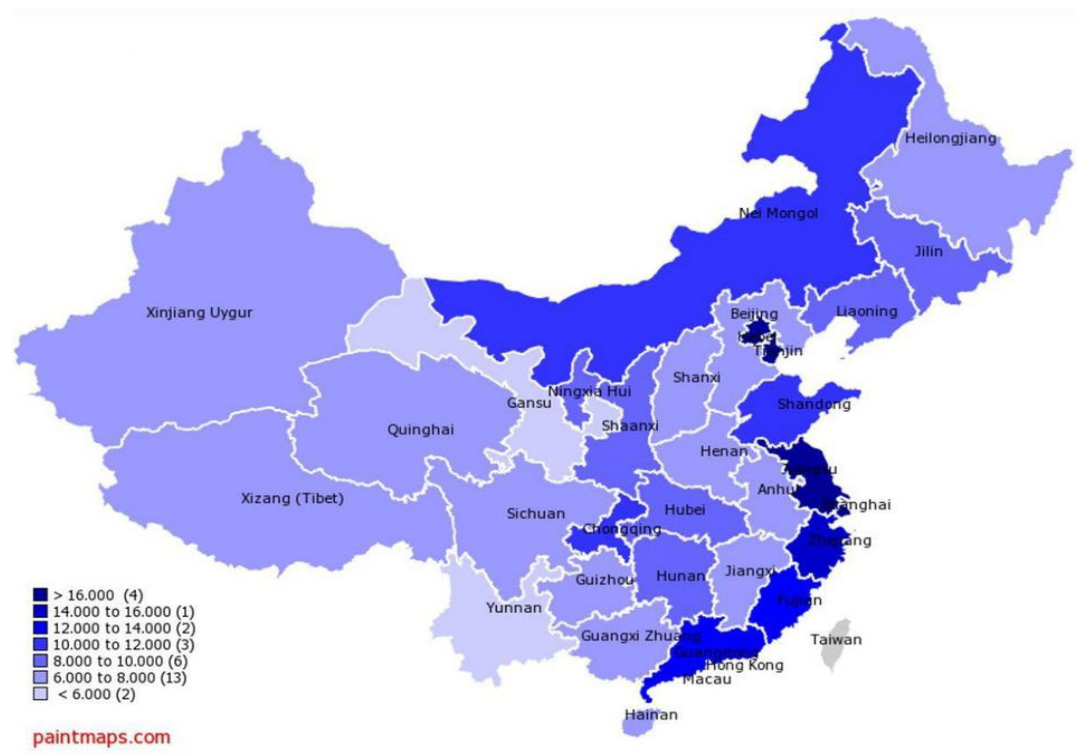 Heilongjiang
Nei Mongol
Jilin
Xinjiang Uygur
Beijing
Liaoning
Hebei
Tianjin
Shanxi
Ningxia Hui
Gansu
Shandong
Quinghai
Shaanxi
Henan
Jiangsu
Xizang (Tibet)
Anhui
Shanghai
Sichuan
Hubei
Chongqing
Zhejiang
Jiangxi
Guizhou
Hunan
Fujian
Yunnan
Guangxi Zhuang
Taiwan
Guangdong
Hong Kong
Macau
Hainan
> 16.000 (4)
14.000 to 16.000 (1)
12.000 to 14.000 (2)
10.000 to 12.000 (3)
8.000 to 10.000 (6)
6.000 to 8.000 (13)
< 6.000 (2)
paintmaps.com